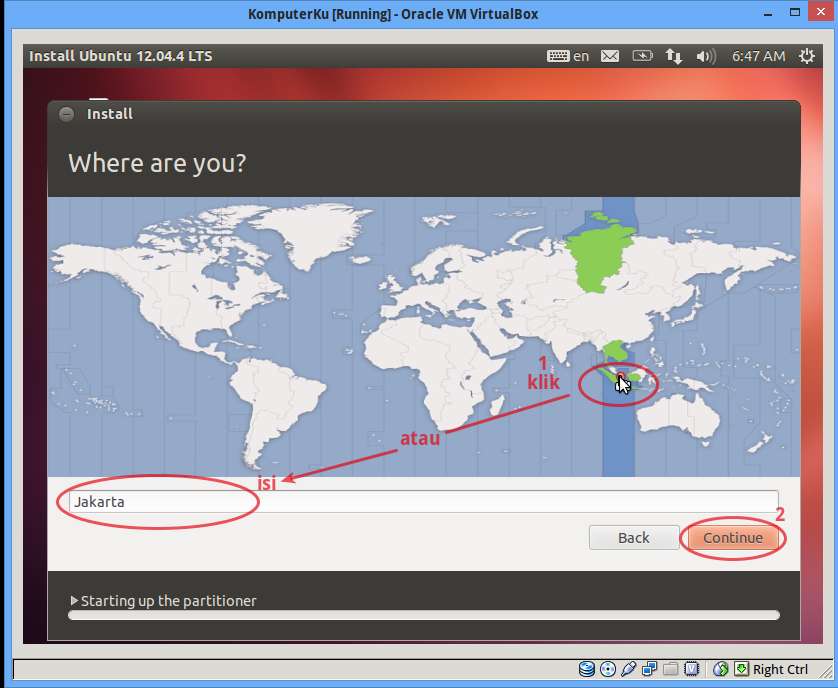 KomputerKu [Running] - Oracle VM VirtualBox
Install Ubuntu 12.04.4 LTS
en
6:47 AM
Install
Where are you?
1
klik
atau
isi
Jakarta
2
Back
Continue
Starting up the partitioner
Right Ctrl